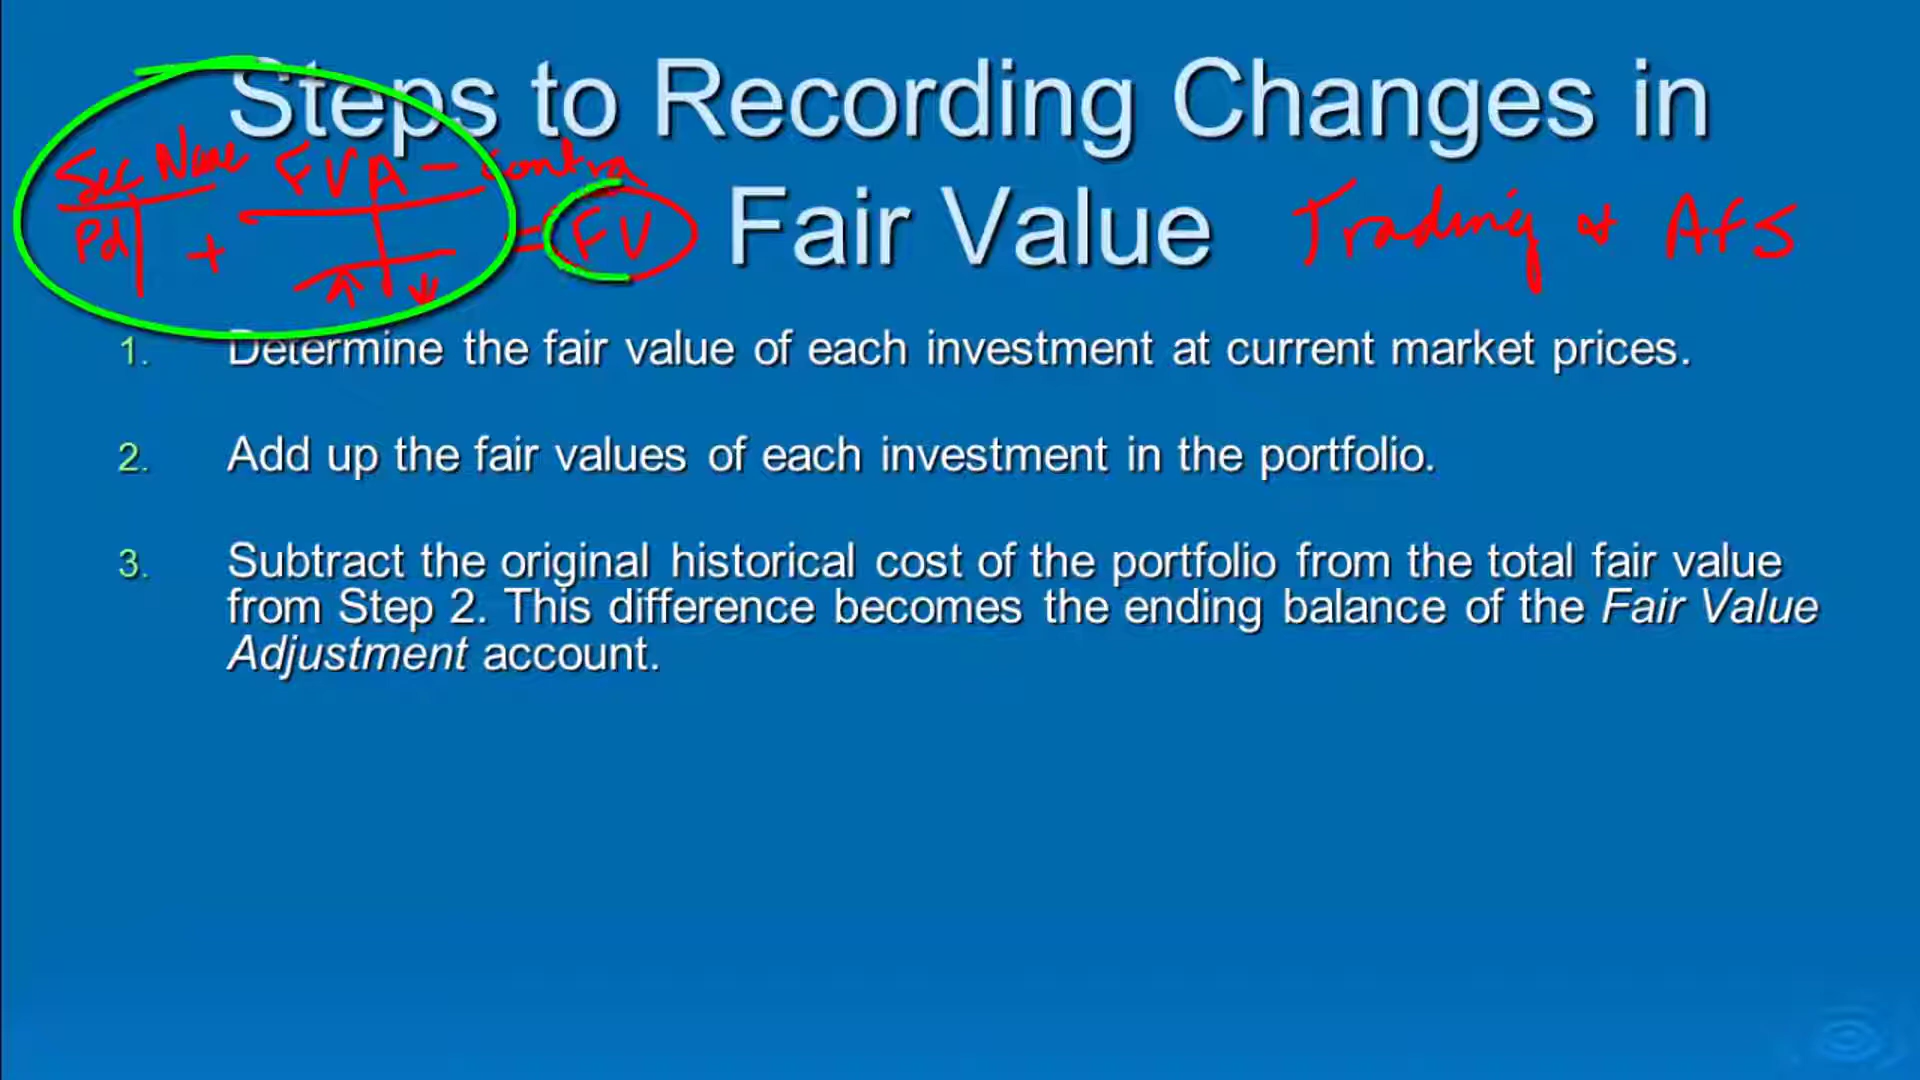 Steps to Recording Changes in
Fair Value
Sec Name FVA - contra
Pd + = FV
Trading & AFS
1. Determine the fair value of each investment at current market prices.
2. Add up the fair values of each investment in the portfolio.
3. Subtract the original historical cost of the portfolio from the total fair value
from Step 2. This difference becomes the ending balance of the Fair Value
Adjustment account.